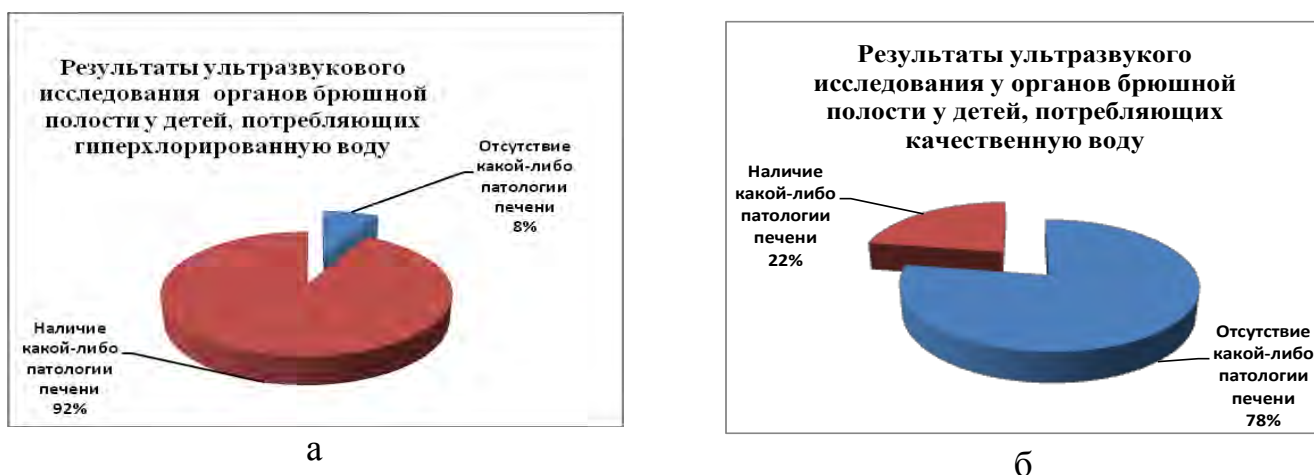 Результаты ультразвукового
исследования органов брюшной
полости у детей, потребляющих
гиперхлорированную воду
Отсутствие
какой-либо
патологии
печени
8%
Наличие
какой-либо
патологии
печени
92%
а
Результаты ультразвукого
исследования у органов брюшной
полости у детей, потребляющих
качественную воду
Наличие
какой-либо
патологии
печени
22%
Отсутствие
какой-либо
патологии
печени
78%
б